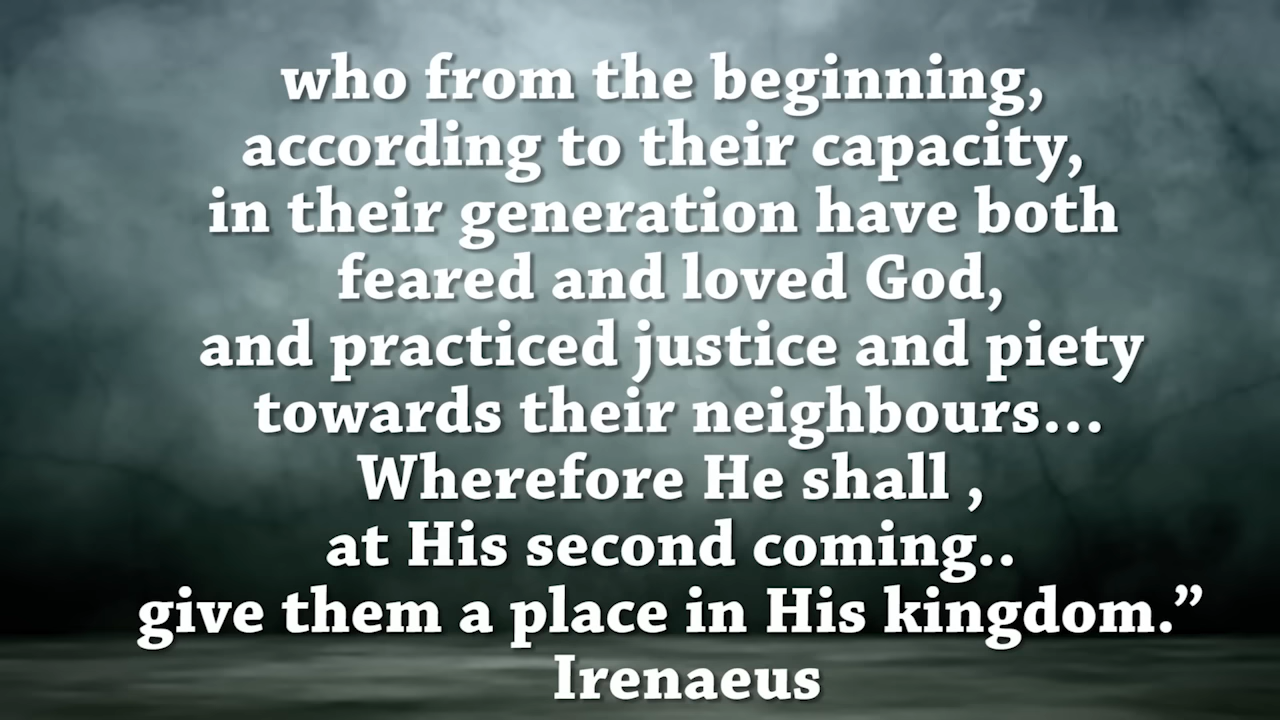 who from the beginning,
according to their capacity,
in their generation have both
feared and loved God,
and practiced justice and piety
towards their neighbours...
Wherefore He shall ,
at His second coming..
give them a place in His kingdom.”
Irenaeus